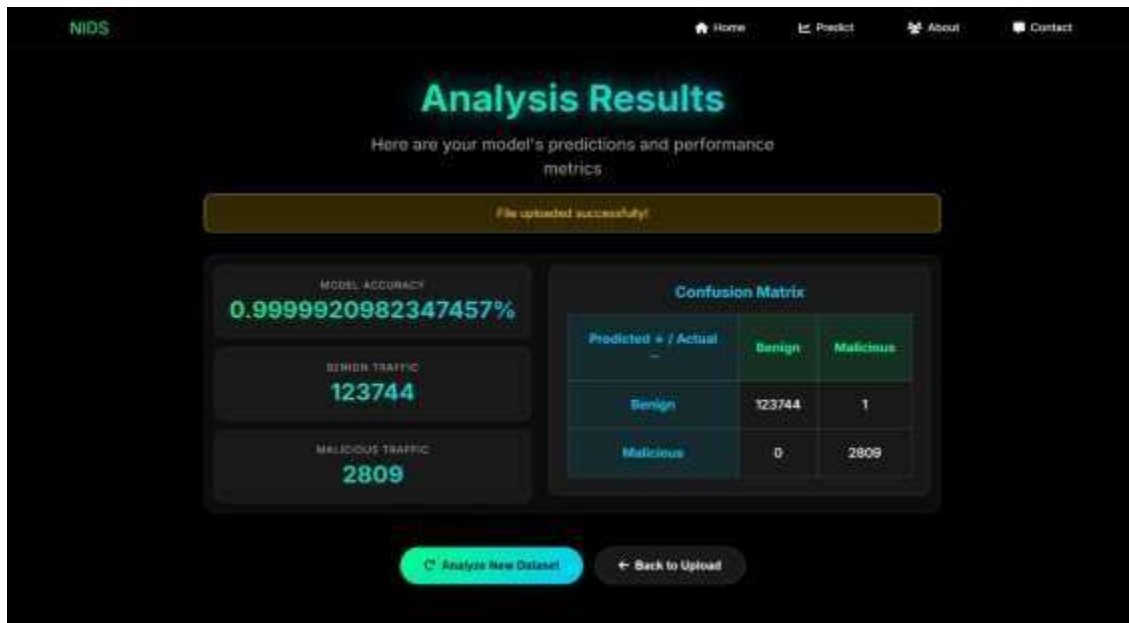 NIDS
Home
Predict
About
Contact
Analysis Results
Here are your model's predictions and performance
metrics
File uploaded successfully!
MODEL ACCURACY
0.9999920982347457%
BENIGN TRAFFIC
123744
MALICIOUS TRAFFIC
2809
Confusion Matrix
Predicted ↓ / Actual → Benign Malicious
Benign 123744 1
Malicious 0 2809
Analyze New Dataset
← Back to Upload